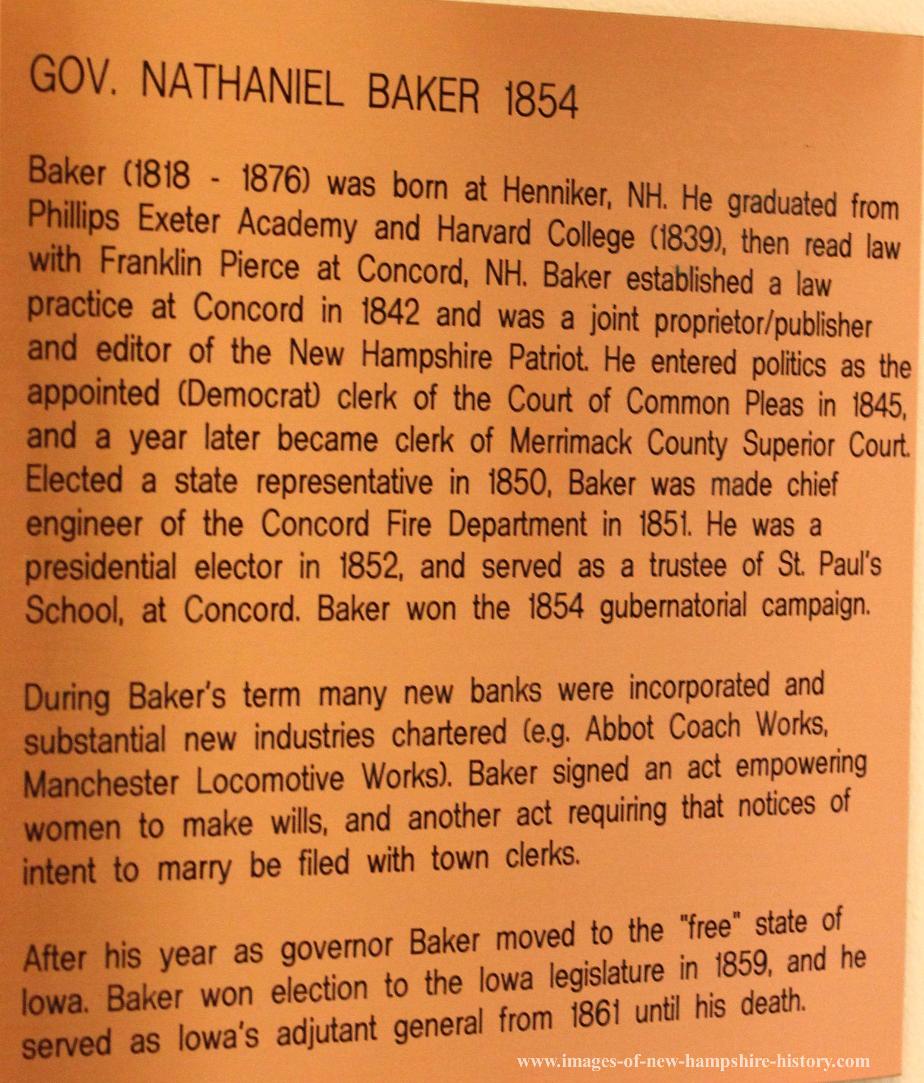 GOV. NATHANIEL BAKER 1854
Baker (1818 - 1876) was born at Henniker, NH. He graduated from
Phillips Exeter Academy and Harvard College (1839), then read law
with Franklin Pierce at Concord, NH. Baker established a law
practice at Concord in 1842 and was a joint proprietor/publisher
and editor of the New Hampshire Patriot. He entered politics as the
appointed (Democrat) clerk of the Court of Common Pleas in 1845,
and a year later became clerk of Merrimack County Superior Court.
Elected a state representative in 1850, Baker was made chief
engineer of the Concord Fire Department in 1851. He was a
presidential elector in 1852, and served as a trustee of St. Paul's
School, at Concord. Baker won the 1854 gubernatorial campaign.
During Baker's term many new banks were incorporated and
substantial new industries chartered (e.g. Abbot Coach Works,
Manchester Locomotive Works). Baker signed an act empowering
women to make wills, and another act requiring that notices of
intent to marry be filed with town clerks.
After his year as governor Baker moved to the "free" state of
Iowa. Baker won election to the Iowa legislature in 1859, and he
served as Iowa's adjutant general from 1861 until his death.
www.images-of-new-hampshire-history.com